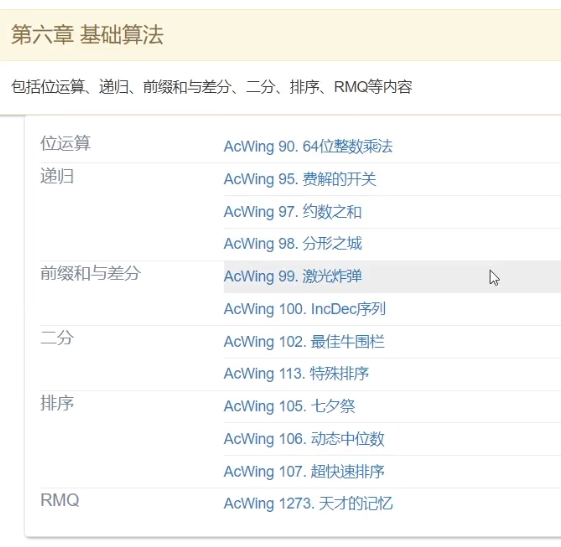 第六章 基础算法
包括位运算、递归、前缀和与差分、二分、排序、RMQ等内容
位运算 AcWing 90. 64位整数乘法
递归 AcWing 95. 费解的开关
AcWing 97. 约数之和
AcWing 98. 分形之城
前缀和与差分 AcWing 99. 激光炸弹
AcWing 100. IncDec序列
二分 AcWing 102. 最佳牛围栏
AcWing 113. 特殊排序
排序 AcWing 105. 七夕祭
AcWing 106. 动态中位数
AcWing 107. 超快速排序
RMQ AcWing 1273. 天才的记忆